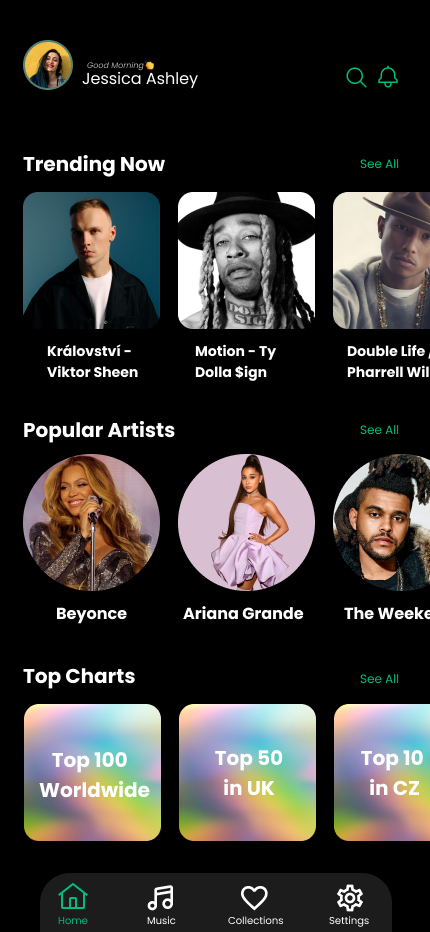 Good Morning👏
Jessica Ashley
Trending Now
See All
Království -
Viktor Sheen
Motion - Ty
Dolla $ign
Double Life /
Pharrell Wil
Popular Artists
See All
Beyonce
Ariana Grande
The Weeke
Top Charts
See All
Top 100
Worldwide
Top 50
in UK
Top 10
in CZ
Home
Music
Collections
Settings